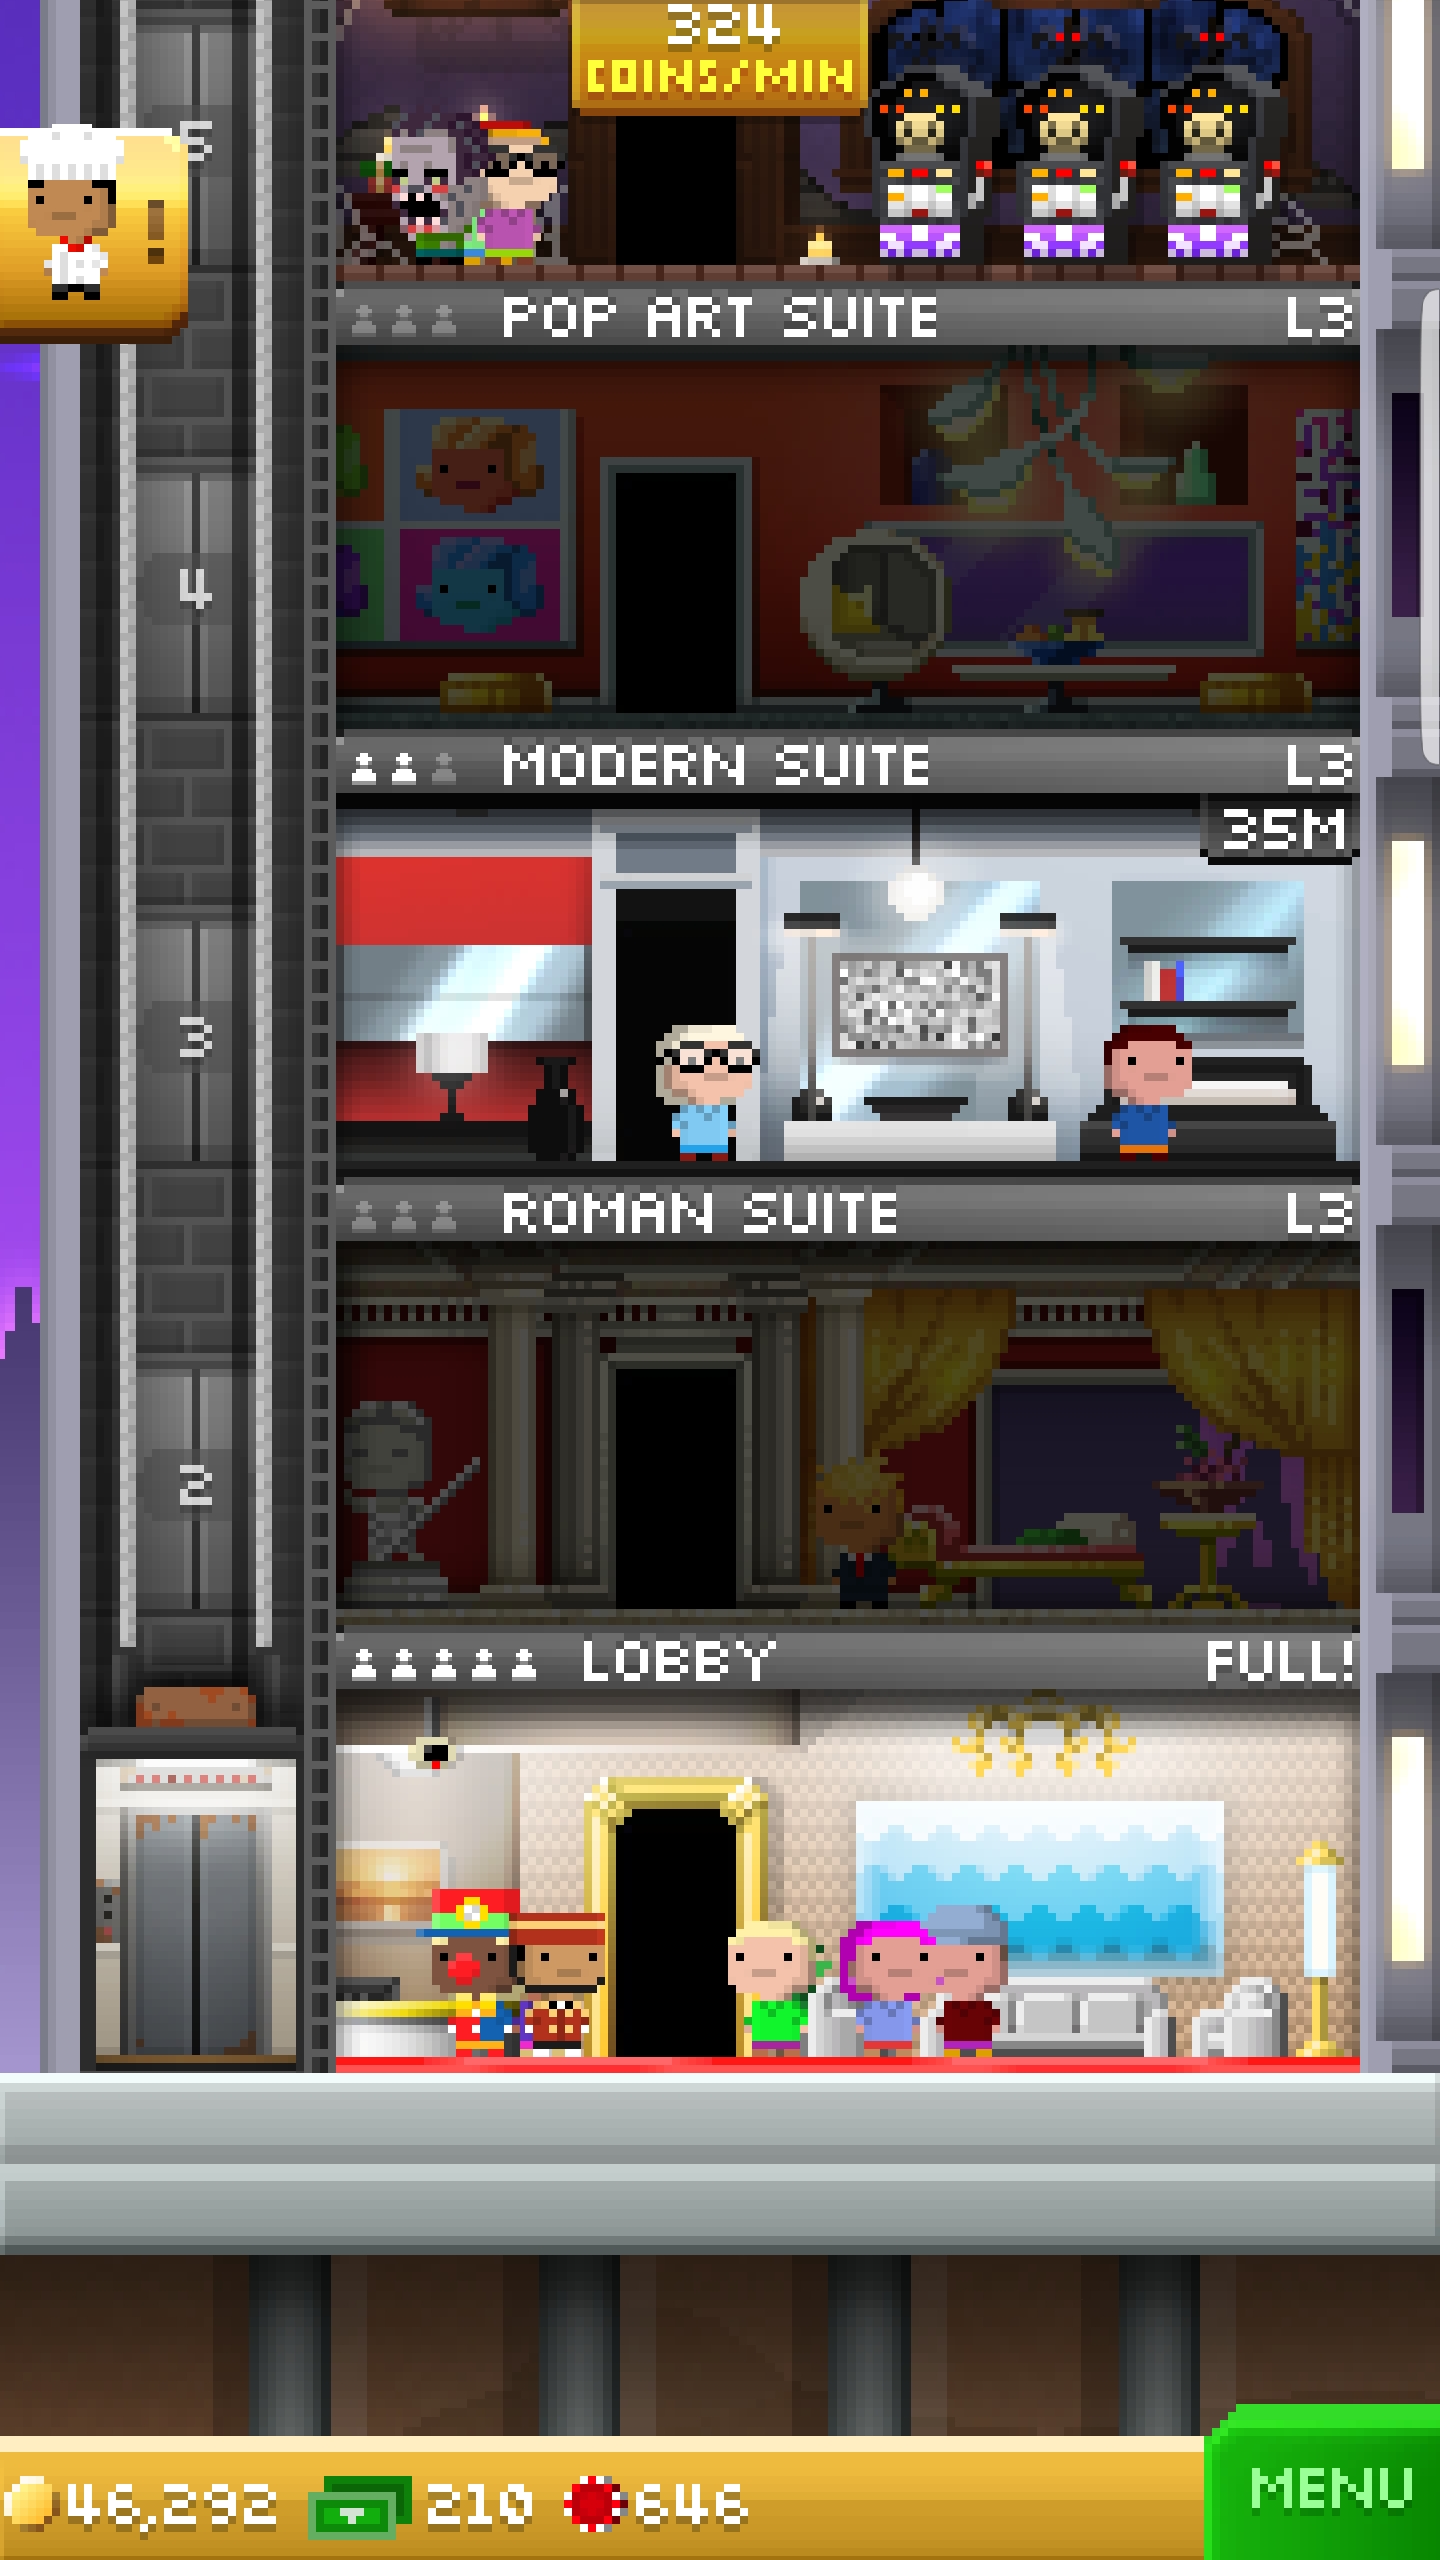 324
COINS/MIN
5
POP ART SUITE L3
4
MODERN SUITE L3
35M
3
ROMAN SUITE L3
2
LOBBY FULL!
46,292 210 646
MENU